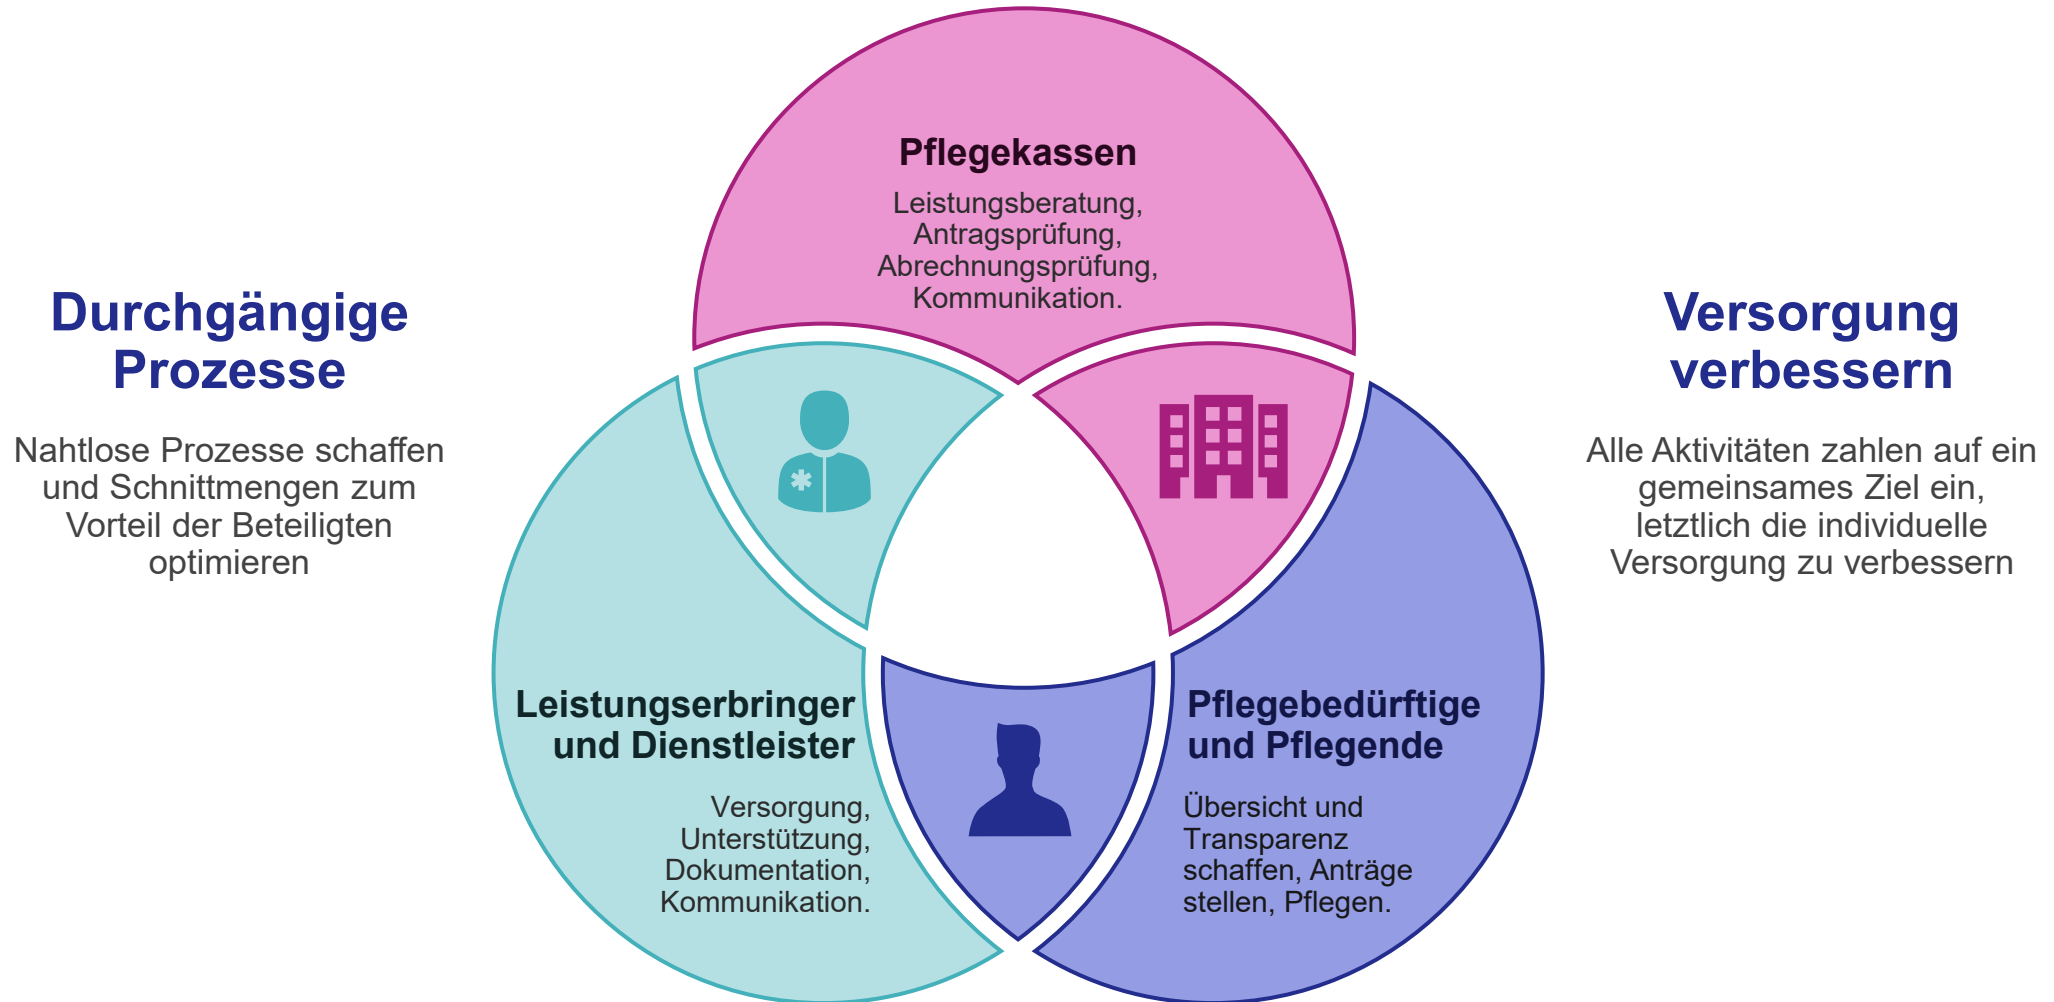 Pflegekassen
Leistungsberatung,
Antragsprüfung,
Abrechnungsprüfung,
Kommunikation.
Durchgängige
Prozesse
Nahtlose Prozesse schaffen
und Schnittmengen zum
Vorteil der Beteiligten
optimieren
Versorgung
verbessern
Alle Aktivitäten zahlen auf ein
gemeinsames Ziel ein,
letztlich die individuelle
Versorgung zu verbessern
Leistungserbringer
und Dienstleister
Versorgung,
Unterstützung,
Dokumentation,
Kommunikation.
Pflegebedürftige
und Pflegende
Übersicht und
Transparenz
schaffen, Anträge
stellen, Pflegen.